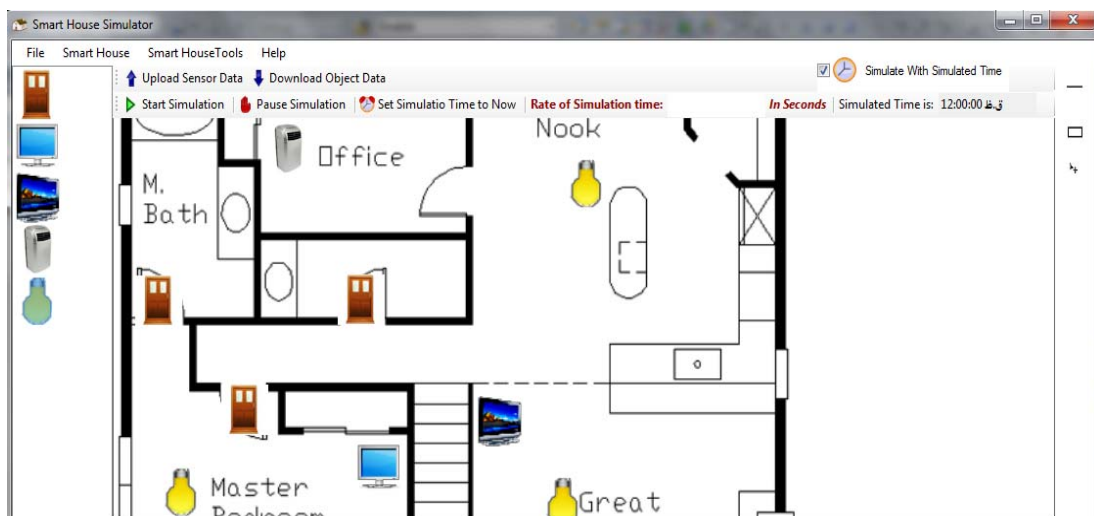 Smart House Simulator
File Smart House Smart HouseTools Help
Upload Sensor Data Download Object Data
Simulate With Simulated Time
Start Simulation Pause Simulation Set Simulatio Time to Now Rate of Simulation time: In Seconds Simulated Time is: 12:00:00 ق.ظ
Nook
Office
M.
Bath
Master
Bedroom
Great